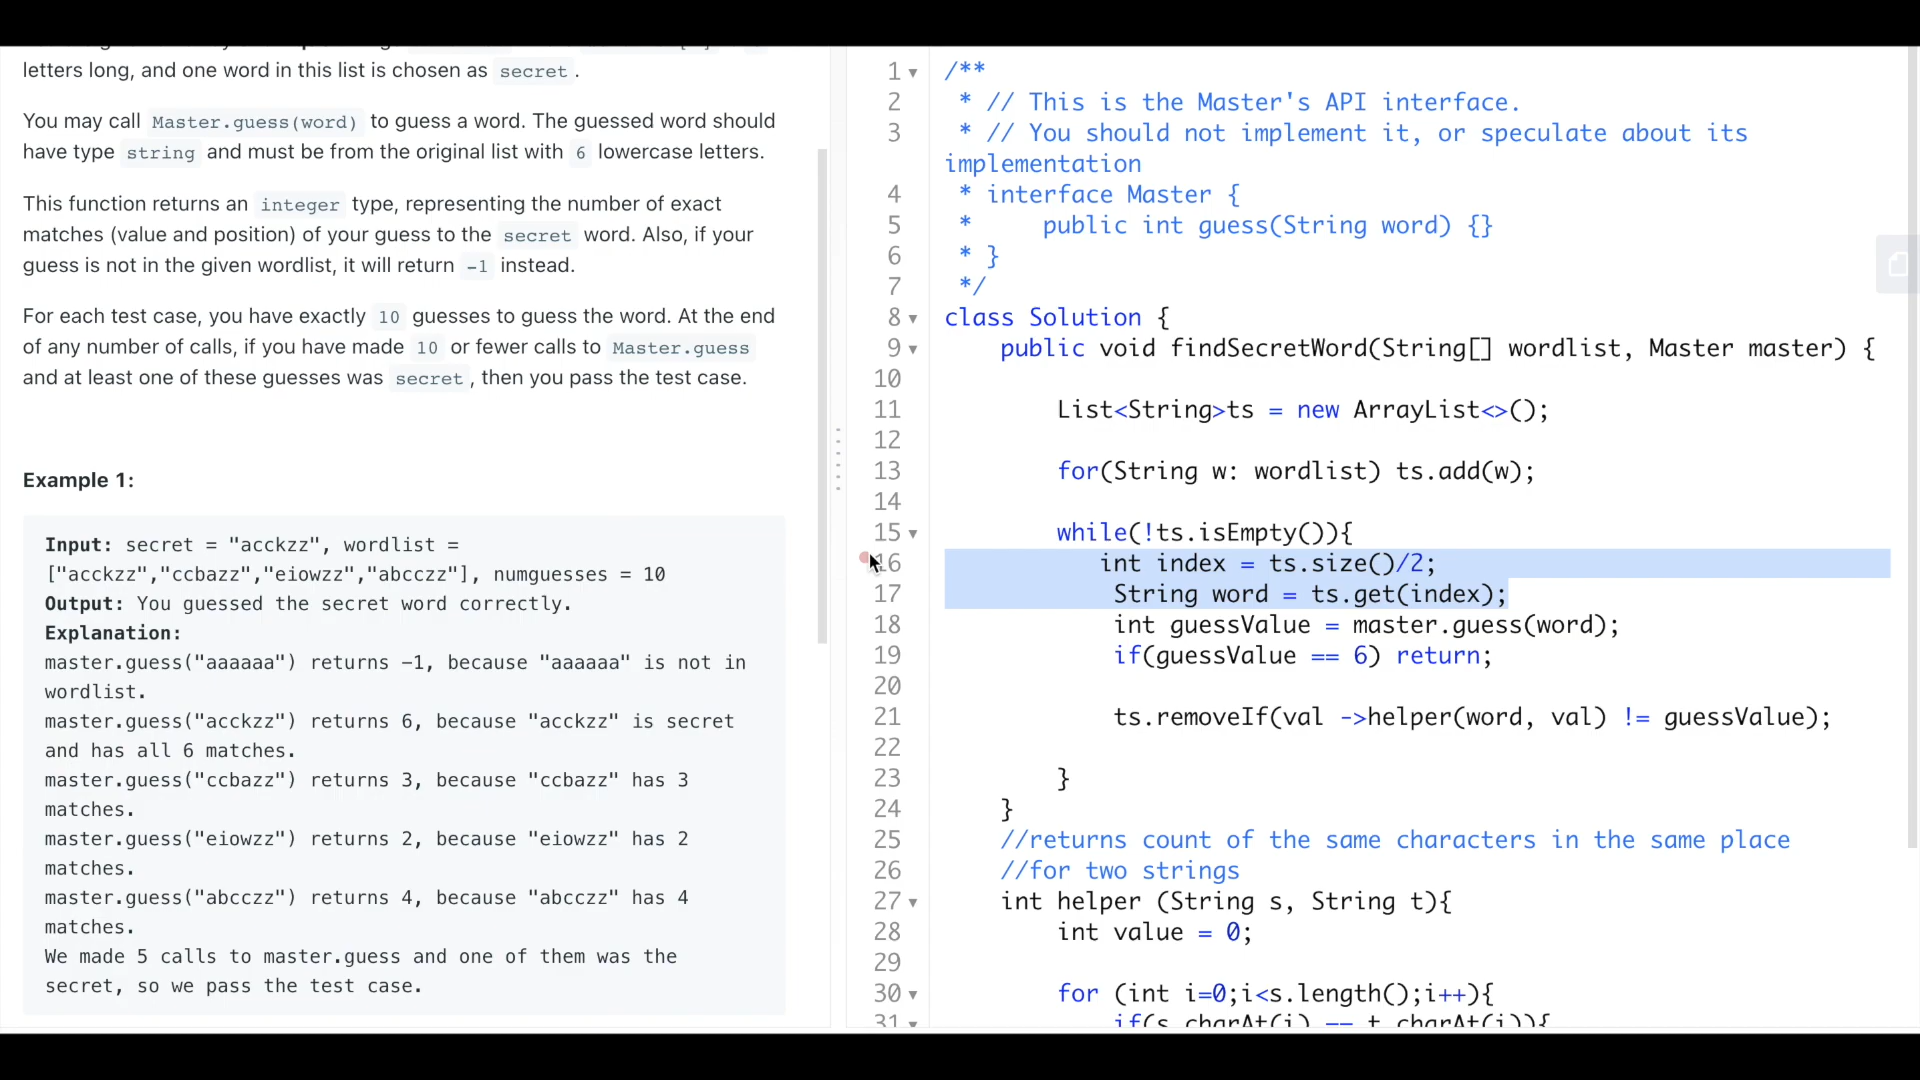 letters long, and one word in this list is chosen as secret .
You may call Master.guess(word) to guess a word. The guessed word should
have type string and must be from the original list with 6 lowercase letters.
This function returns an integer type, representing the number of exact
matches (value and position) of your guess to the secret word. Also, if your
guess is not in the given wordlist, it will return -1 instead.
For each test case, you have exactly 10 guesses to guess the word. At the end
of any number of calls, if you have made 10 or fewer calls to Master.guess
and at least one of these guesses was secret , then you pass the test case.
Example 1:
Input: secret = "acckzz", wordlist =
["acckzz","ccbazz","eiowzz","abcczz"], numguesses = 10
Output: You guessed the secret word correctly.
Explanation:
master.guess("aaaaaa") returns -1, because "aaaaaa" is not in
wordlist.
master.guess("acckzz") returns 6, because "acckzz" is secret
and has all 6 matches.
master.guess("ccbazz") returns 3, because "ccbazz" has 3
matches.
master.guess("eiowzz") returns 2, because "eiowzz" has 2
matches.
master.guess("abcczz") returns 4, because "abcczz" has 4
matches.
We made 5 calls to master.guess and one of them was the
secret, so we pass the test case.
1 /**
2 * // This is the Master's API interface.
3 * // You should not implement it, or speculate about its
implementation
4 * interface Master {
5 *     public int guess(String word) {}
6 * }
7 */
8 class Solution {
9 public void findSecretWord(String[] wordlist, Master master) {
10
11 List<String>ts = new ArrayList<>();
12
13 for(String w: wordlist) ts.add(w);
14
15 while(!ts.isEmpty()){
16 int index = ts.size()/2;
17 String word = ts.get(index);
18 int guessValue = master.guess(word);
19 if(guessValue == 6) return;
20
21 ts.removeIf(val ->helper(word, val) != guessValue);
22
23 }
24 }
25 //returns count of the same characters in the same place
26 //for two strings
27 int helper (String s, String t){
28 int value = 0;
29
30 for (int i=0;i<s.length();i++){
31 if(s.charAt(i) == t.charAt(i)){